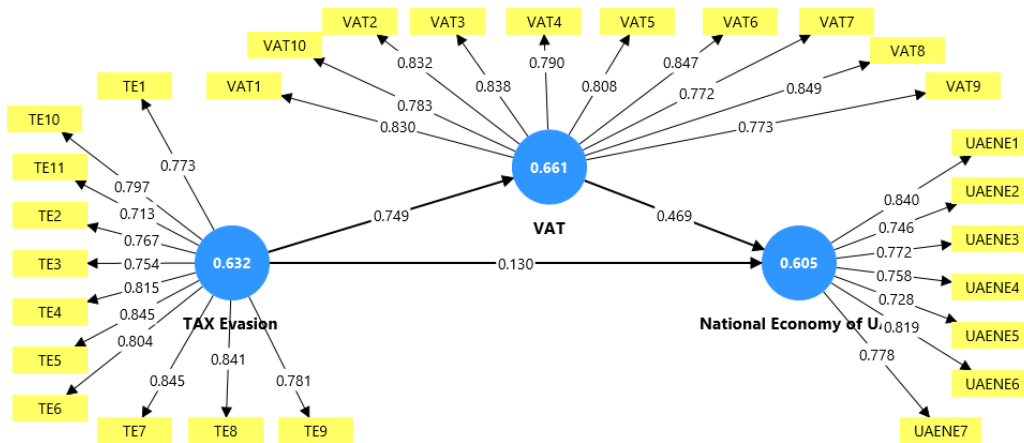 VAT2
VAT3
VAT4
VAT5
VAT6
VAT7
VAT10
VAT8
VAT1
VAT9
TE1
TE10
TE11
TE2
TE3
TE4
TE5
TE6
TE7
TE8
TE9
UAENE1
UAENE2
UAENE3
UAENE4
UAENE5
UAENE6
UAENE7
0.832
0.838
0.790
0.808
0.847
0.772
0.849
0.783
0.830
0.773
0.773
0.797
0.713
0.767
0.754
0.815
0.845
0.804
0.845
0.841
0.781
0.661
VAT
0.749
0.469
0.130
0.632
TAX Evasion
0.605
National Economy of U
0.840
0.746
0.772
0.758
0.728
0.819
0.778